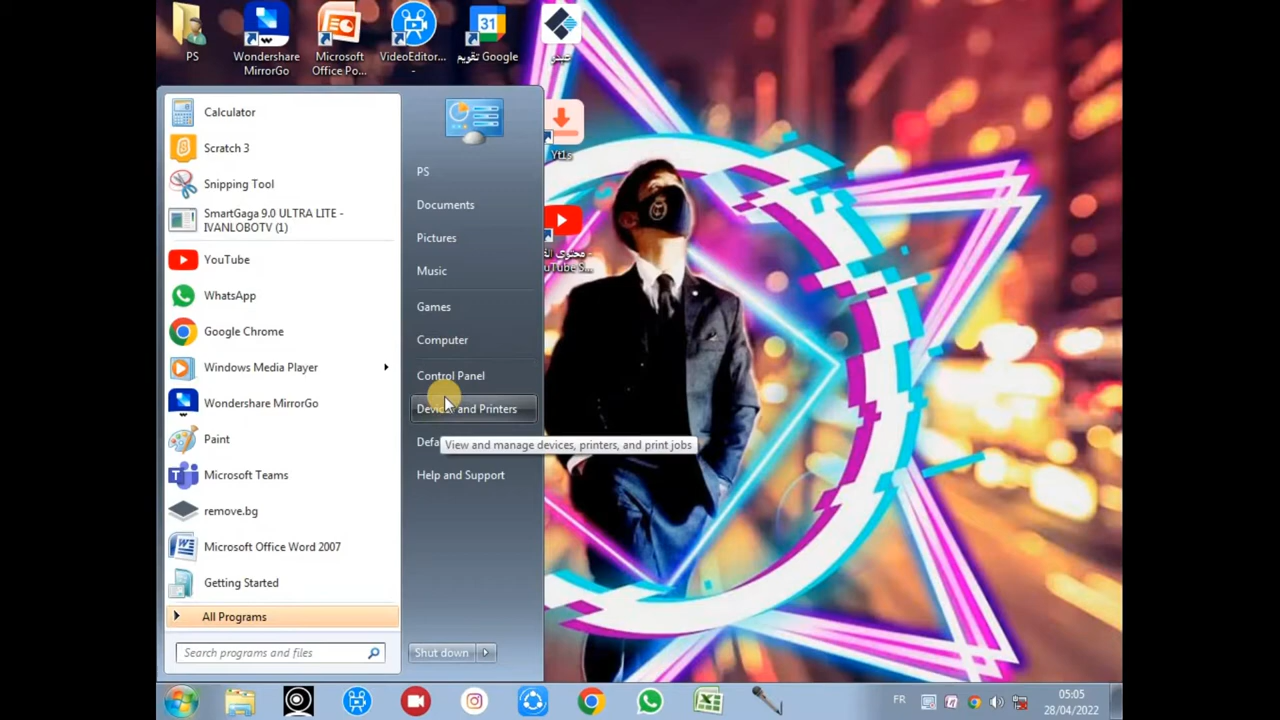 PS
Wondershare
MirrorGo
Microsoft
Office Po...
VideoEditor...
-
31
تقويم Google
Yt1s
uTube S...
Calculator
Scratch 3
Snipping Tool
SmartGaga 9.0 ULTRA LITE -
IVANLOBOTV (1)
YouTube
WhatsApp
Google Chrome
Windows Media Player
Wondershare MirrorGo
Paint
Microsoft Teams
remove.bg
Microsoft Office Word 2007
Getting Started
All Programs
Search programs and files
PS
Documents
Pictures
Music
Games
Computer
Control Panel
Devices and Printers
View and manage devices, printers, and print jobs
Defa
Help and Support
Shut down
FR
05:05
28/04/2022